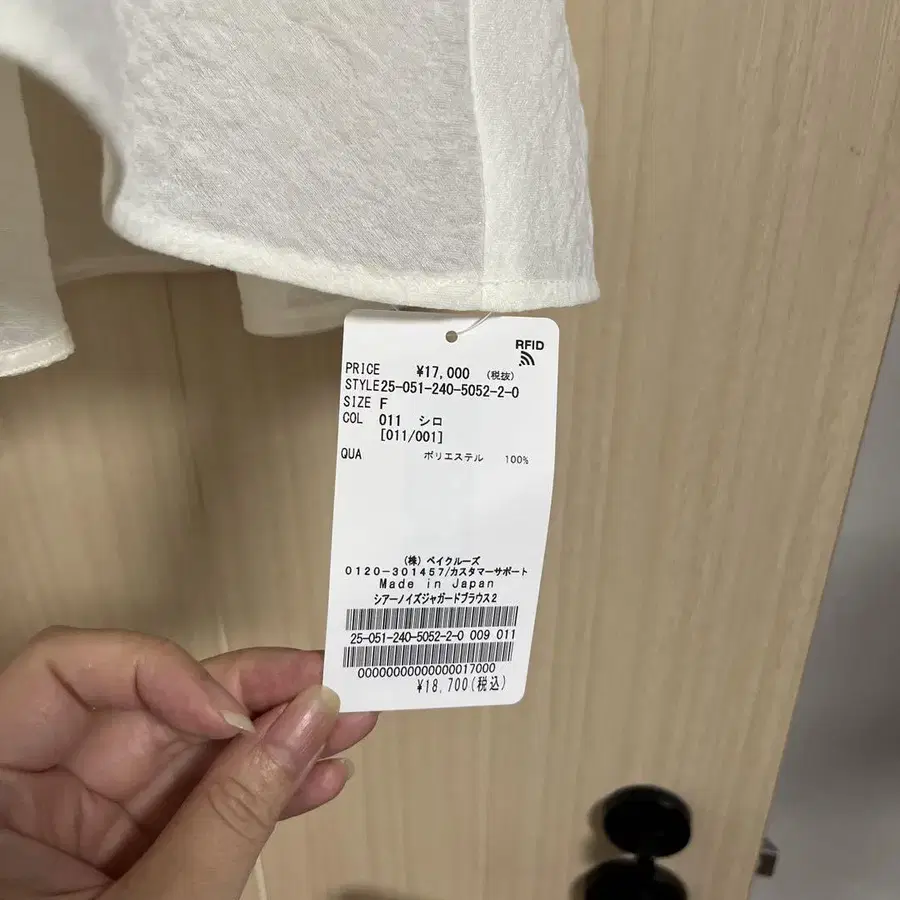 RFID
PRICE ¥17,000 (税抜)
STYLE 25-051-240-5052-2-0
SIZE F
COL 011 シロ
[011/001]
QUA ポリエステル 100%
(株) ベイクルーズ
0120-301457/カスタマーサポート
Made in Japan
シアーノイズジャガードブラウス2
25-051-240-5052-2-0 009 011
00000000000000017000
¥18,700(税込)